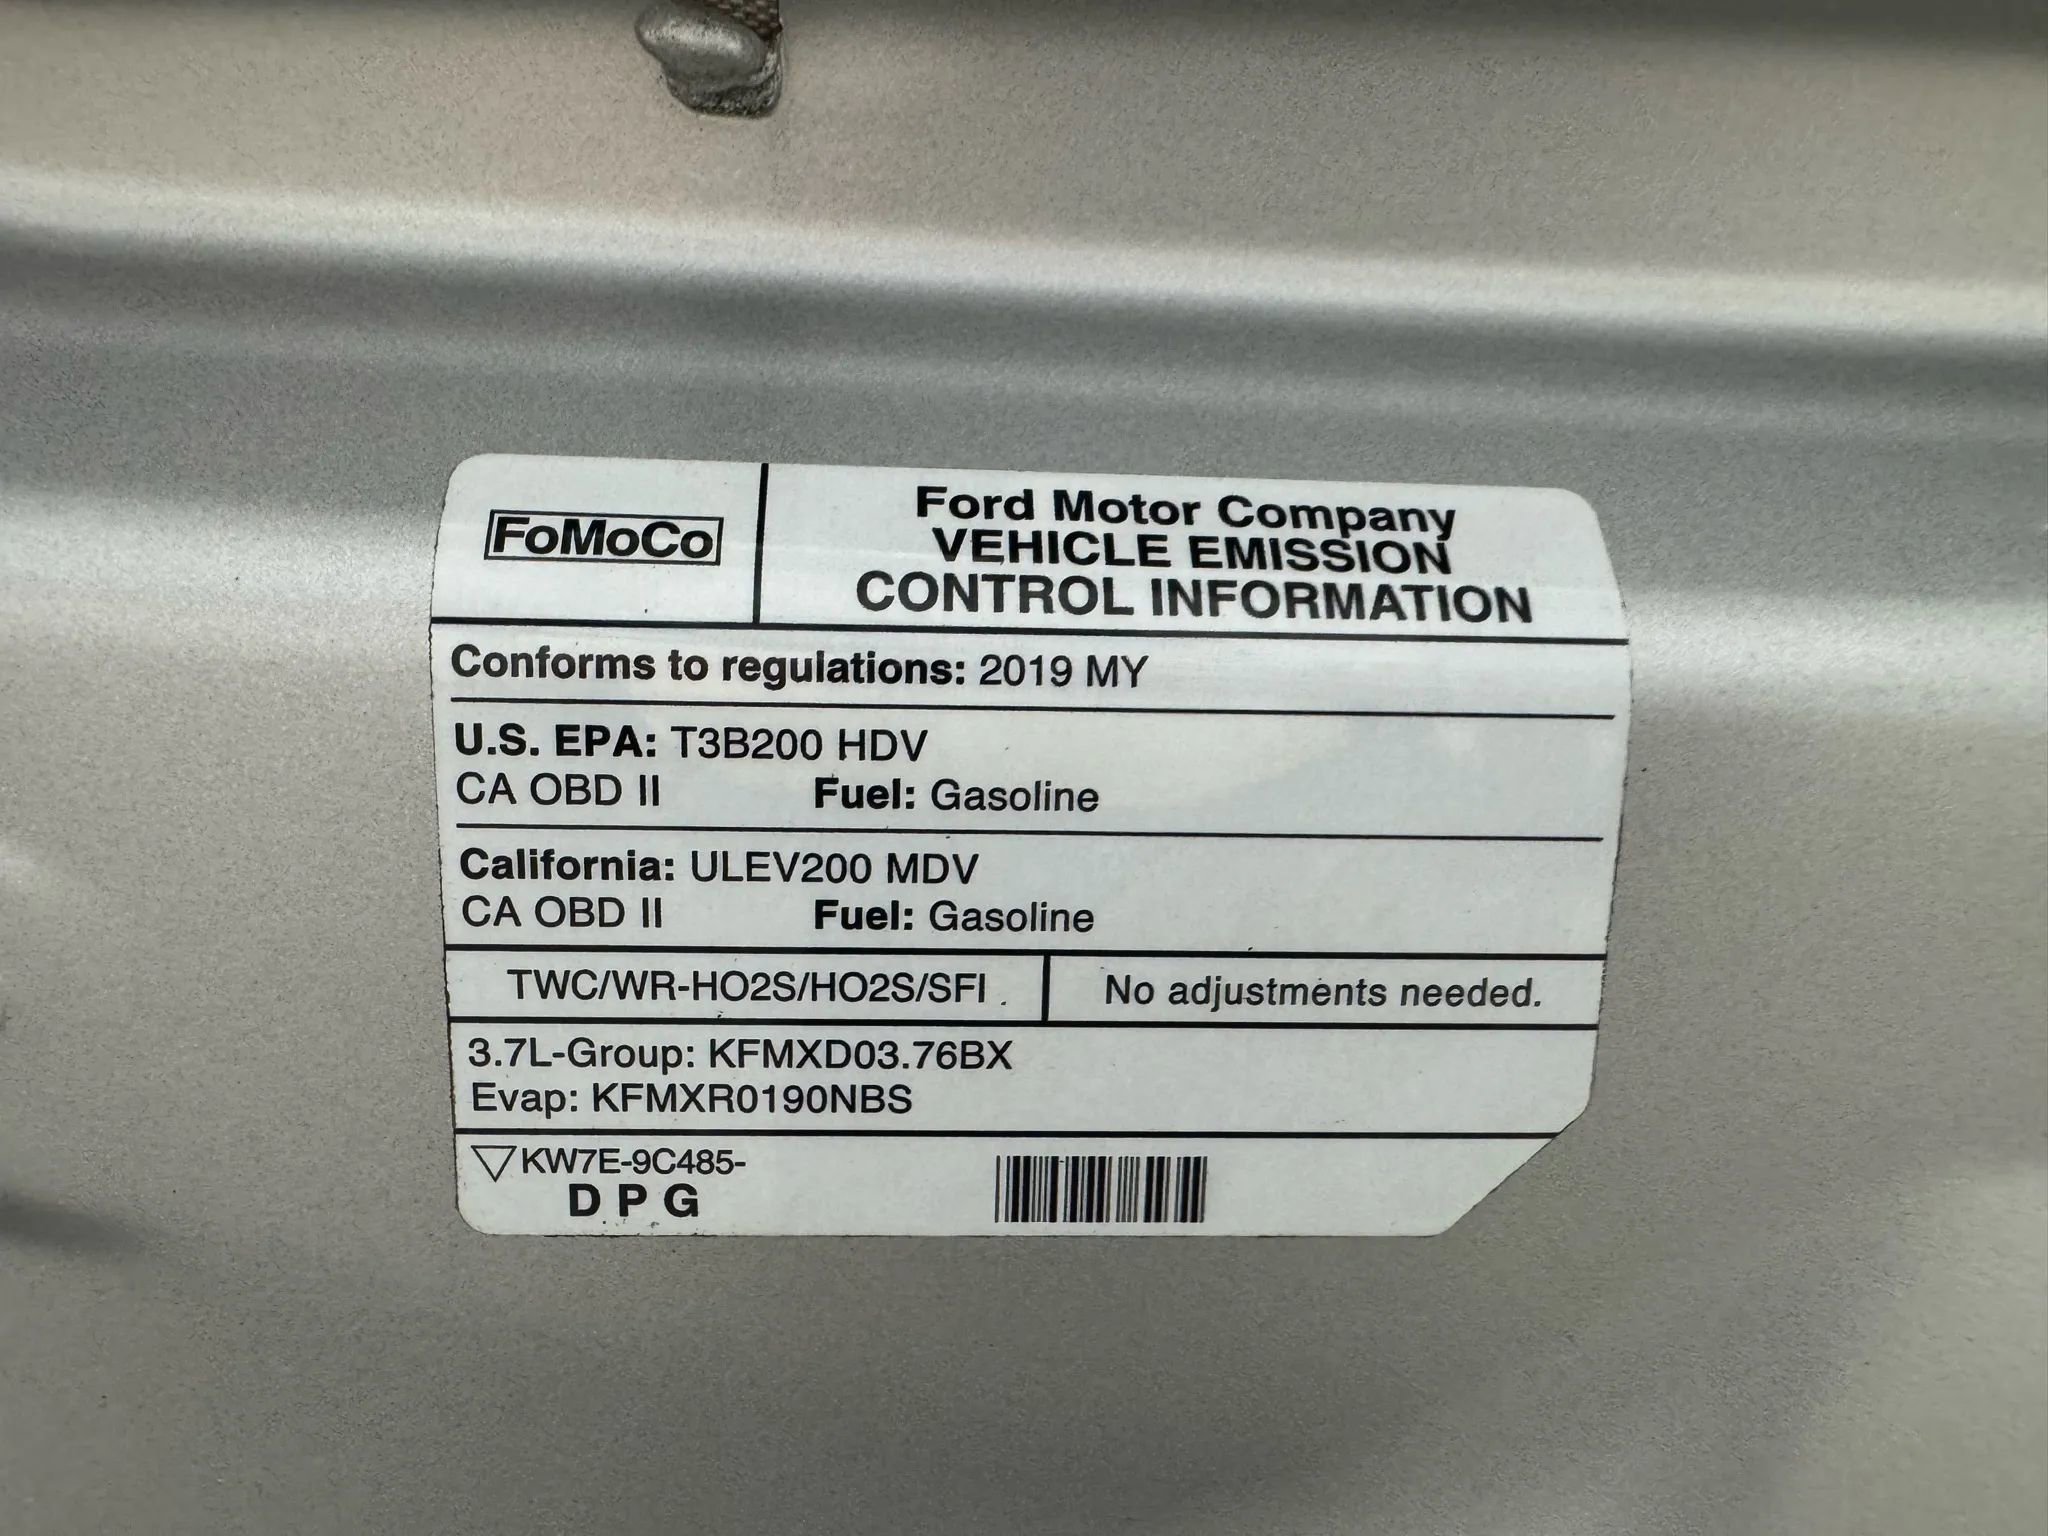 FoMoCo
Ford Motor Company
VEHICLE EMISSION
CONTROL INFORMATION
Conforms to regulations: 2019 MY
U.S. EPA: T3B200 HDV
CA OBD II Fuel: Gasoline
California: ULEV200 MDV
CA OBD II Fuel: Gasoline
TWC/WR-HO2S/HO2S/SFI
No adjustments needed.
3.7L-Group: KFMXD03.76BX
Evap: KFMXR0190NBS
KW7E-9C485-
D P G